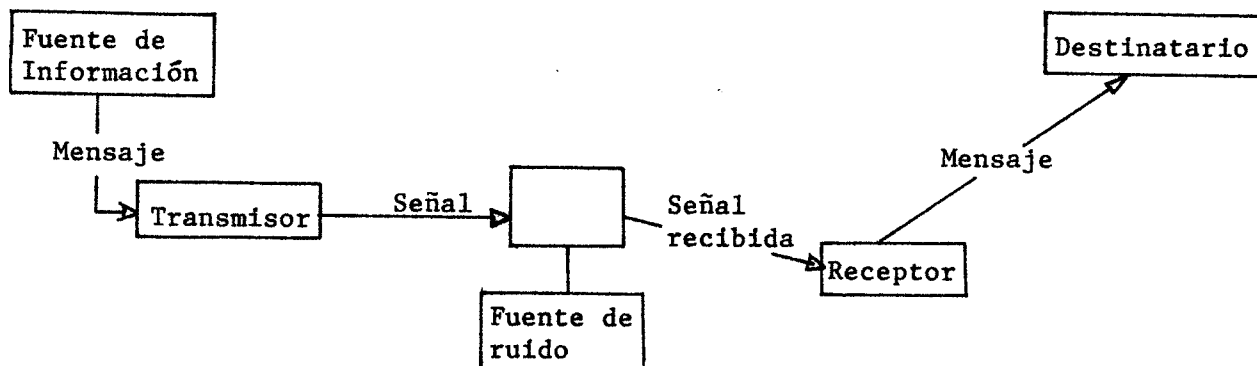 Fuente de
Información
Destinatario
Mensaje
Mensaje
Transmisor
Señal
Señal
recibida
Receptor
Fuente de
ruido